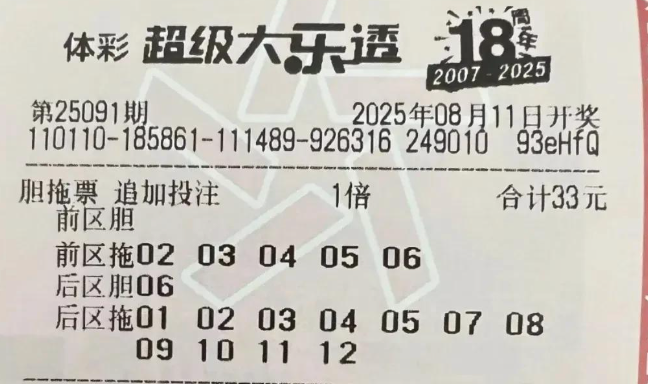 体彩 超级大乐透 18周年
2007-2025
第25091期 2025年08月11日开奖
110110-185861-111489-926316 249010 93eHfQ
胆拖票 追加投注 1倍 合计33元
前区胆
前区拖02 03 04 05 06
后区胆06
后区拖01 02 03 04 05 07 08
09 10 11 12